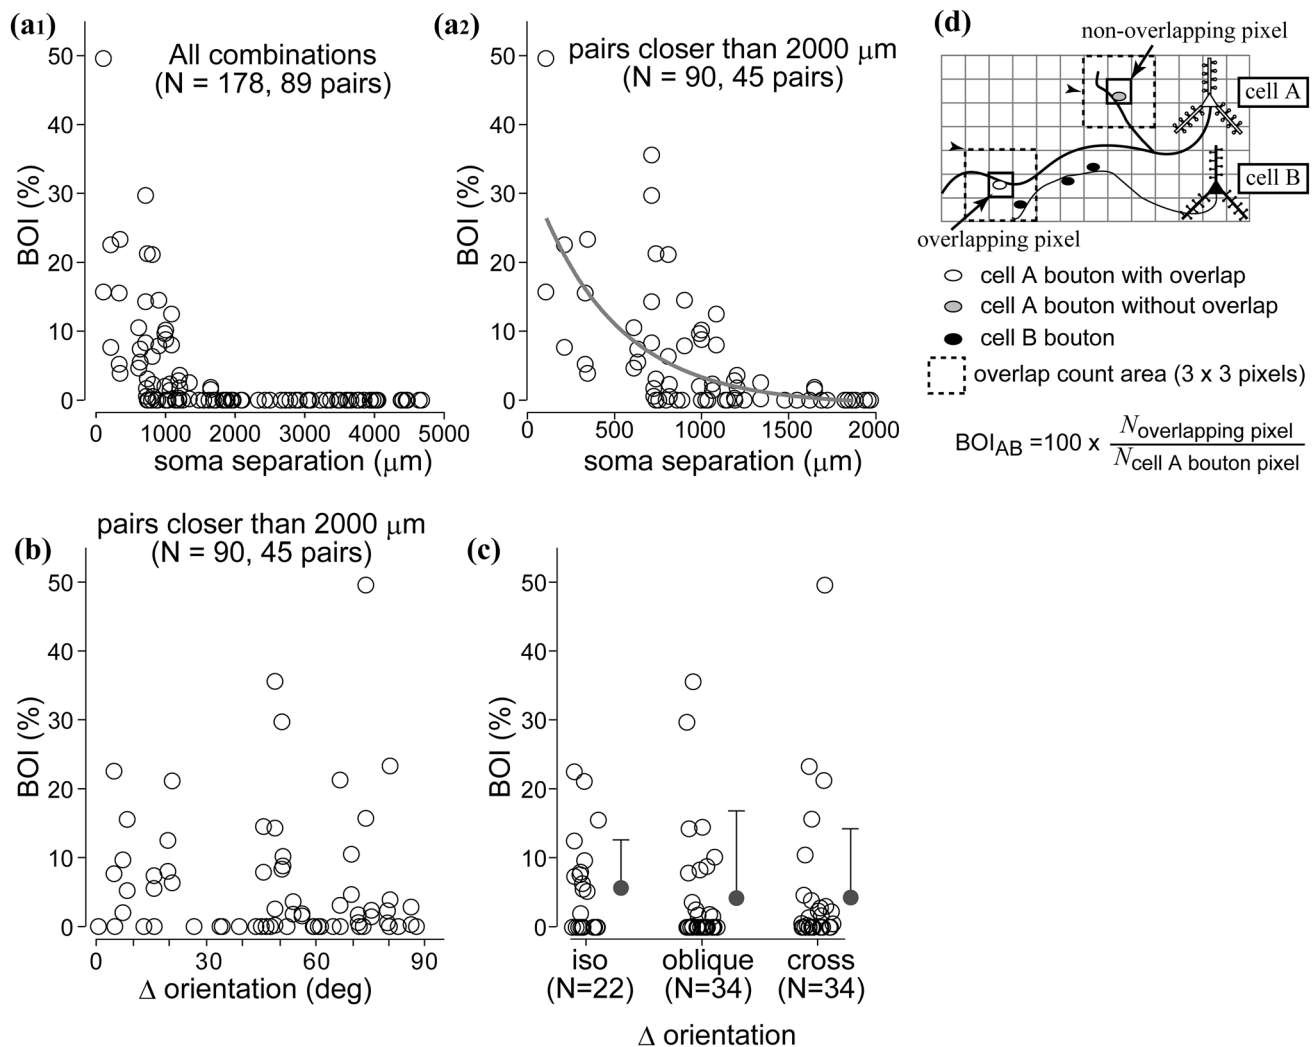 (a1)
All combinations
(N = 178, 89 pairs)
BOI (%)
50
40
30
20
10
0
0 1000 2000 3000 4000 5000
soma separation (μm)
(a2)
pairs closer than 2000 μm
(N = 90, 45 pairs)
BOI (%)
50
40
30
20
10
0
0 500 1000 1500 2000
soma separation (μm)
(d)
non-overlapping pixel
cell A
cell B
overlapping pixel
cell A bouton with overlap
cell A bouton without overlap
cell B bouton
overlap count area (3 x 3 pixels)
BOIAB =100 x Noverlapping pixel
Ncell A bouton pixel
(b)
pairs closer than 2000 μm
(N = 90, 45 pairs)
BOI (%)
50
40
30
20
10
0
0 30 60 90
Δ orientation (deg)
(c)
BOI (%)
50
40
30
20
10
0
iso oblique cross
(N=22) (N=34) (N=34)
Δ orientation